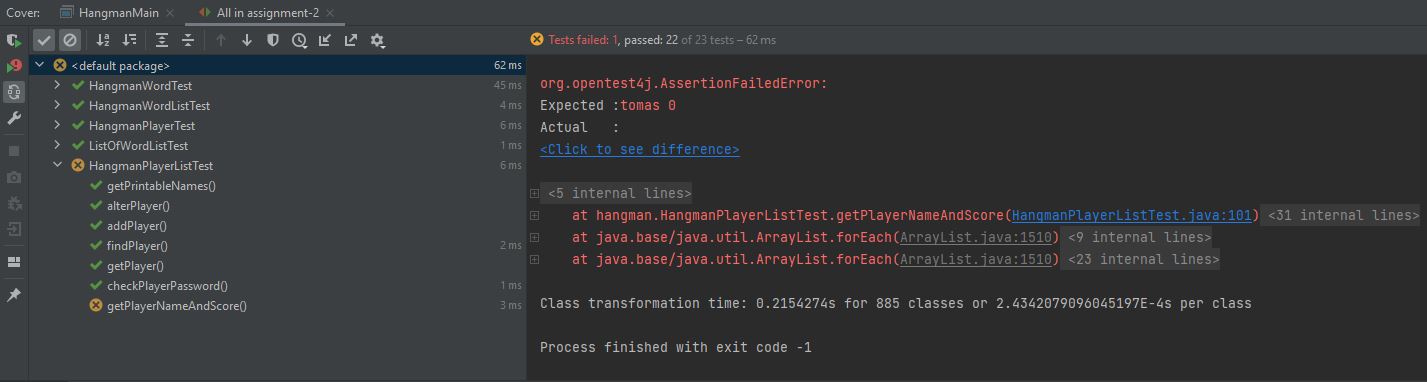 Cover: HangmanMain All in assignment-2
Tests failed: 1, passed: 22 of 23 tests – 62 ms
<default package> 62 ms
HangmanWordTest 45 ms
HangmanWordListTest 4 ms
HangmanPlayerTest 6 ms
ListOfWordListTest 1 ms
HangmanPlayerListTest 6 ms
getPrintableNames()
alterPlayer()
addPlayer()
findPlayer() 2 ms
getPlayer()
checkPlayerPassword() 1 ms
getPlayerNameAndScore() 3 ms
org.opentest4j.AssertionFailedError:
Expected :tomas 0
Actual :
<Click to see difference>
<5 internal lines>
at hangman.HangmanPlayerListTest.getPlayerNameAndScore(HangmanPlayerListTest.java:101) <31 internal lines>
at java.base/java.util.ArrayList.forEach(ArrayList.java:1510) <9 internal lines>
at java.base/java.util.ArrayList.forEach(ArrayList.java:1510) <23 internal lines>
Class transformation time: 0.2154274s for 885 classes or 2.4342079096045197E-4s per class
Process finished with exit code -1